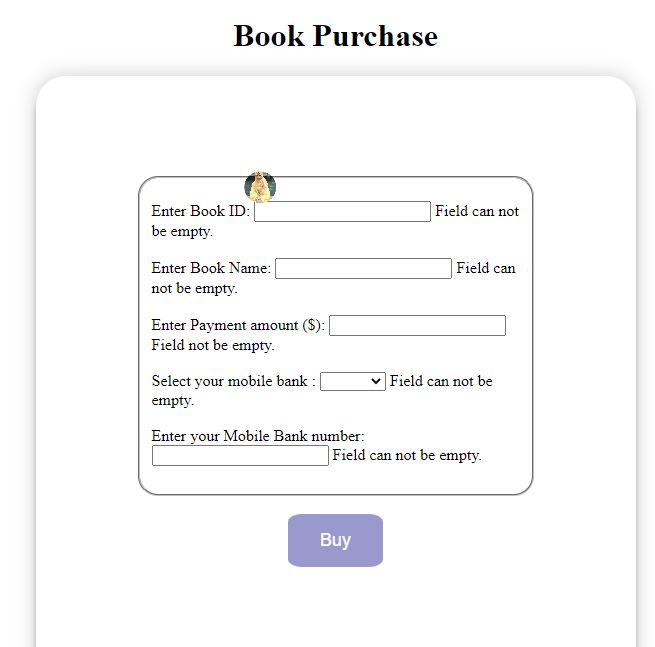 Book Purchase
Enter Book ID: Field can not
be empty.
Enter Book Name: Field can
not be empty.
Enter Payment amount ($):
Field not be empty.
Select your mobile bank : Field can not be
empty.
Enter your Mobile Bank number:
Field can not be empty.
Buy